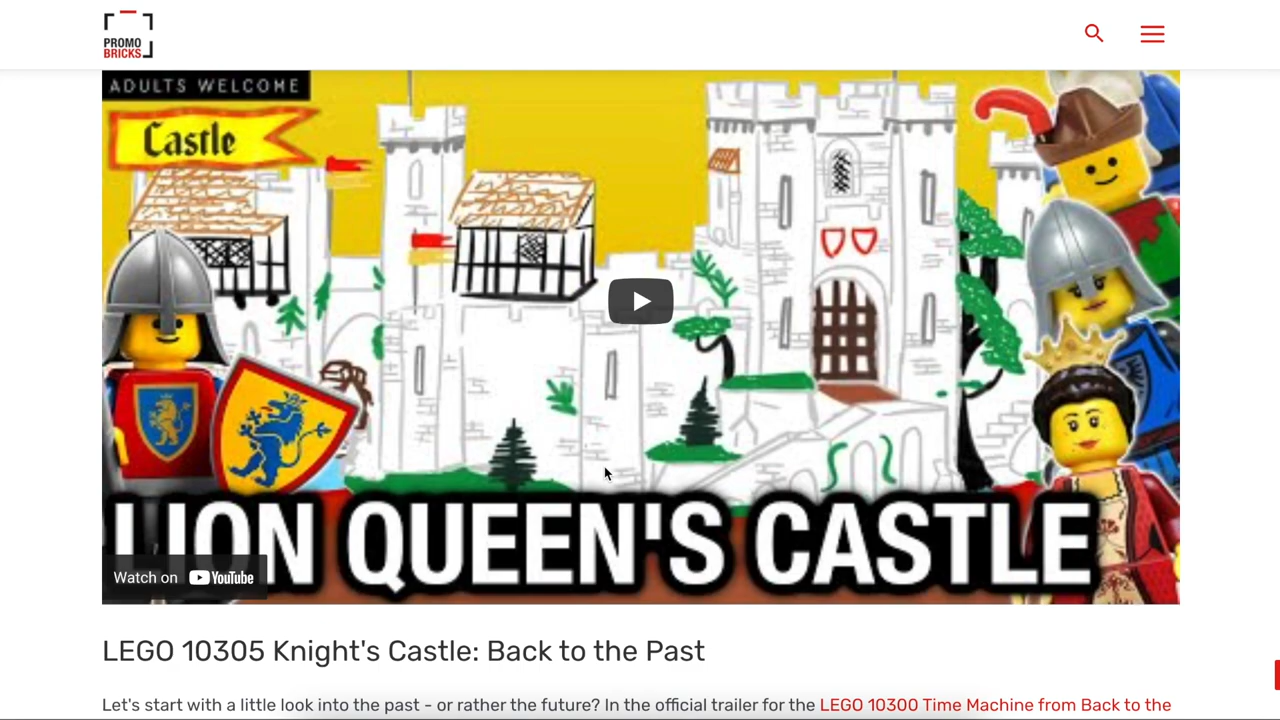 PROMO
BRICKS
ADULTS WELCOME
Castle
LION QUEEN'S CASTLE
Watch on YouTube
LEGO 10305 Knight's Castle: Back to the Past
Let's start with a little look into the past - or rather the future? In the official trailer for the LEGO 10300 Time Machine from Back to the